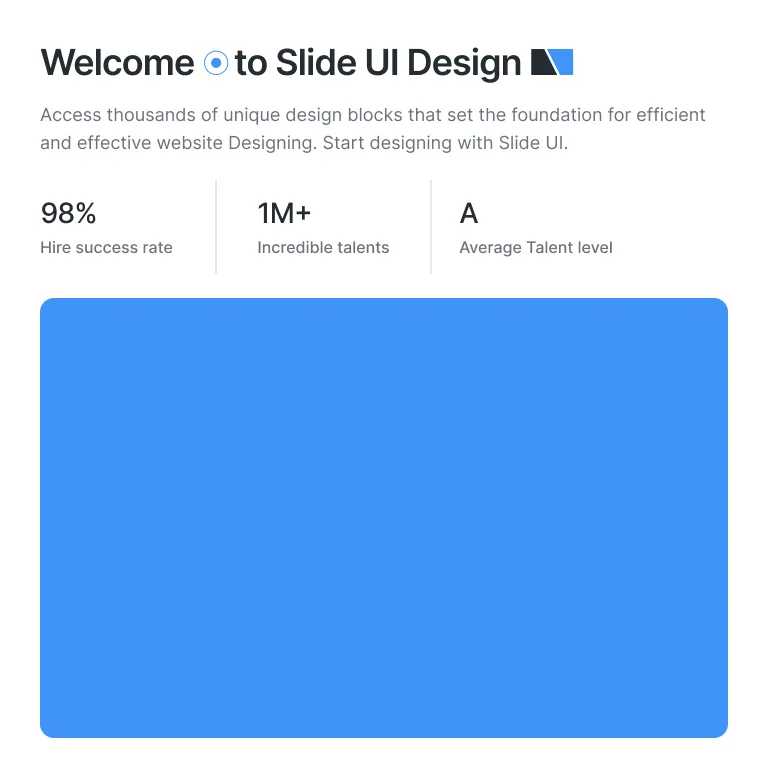 Welcome to Slide UI Design
Access thousands of unique design blocks that set the foundation for efficient
and effective website Designing. Start designing with Slide UI.
98%
Hire success rate
1M+
Incredible talents
A
Average Talent level